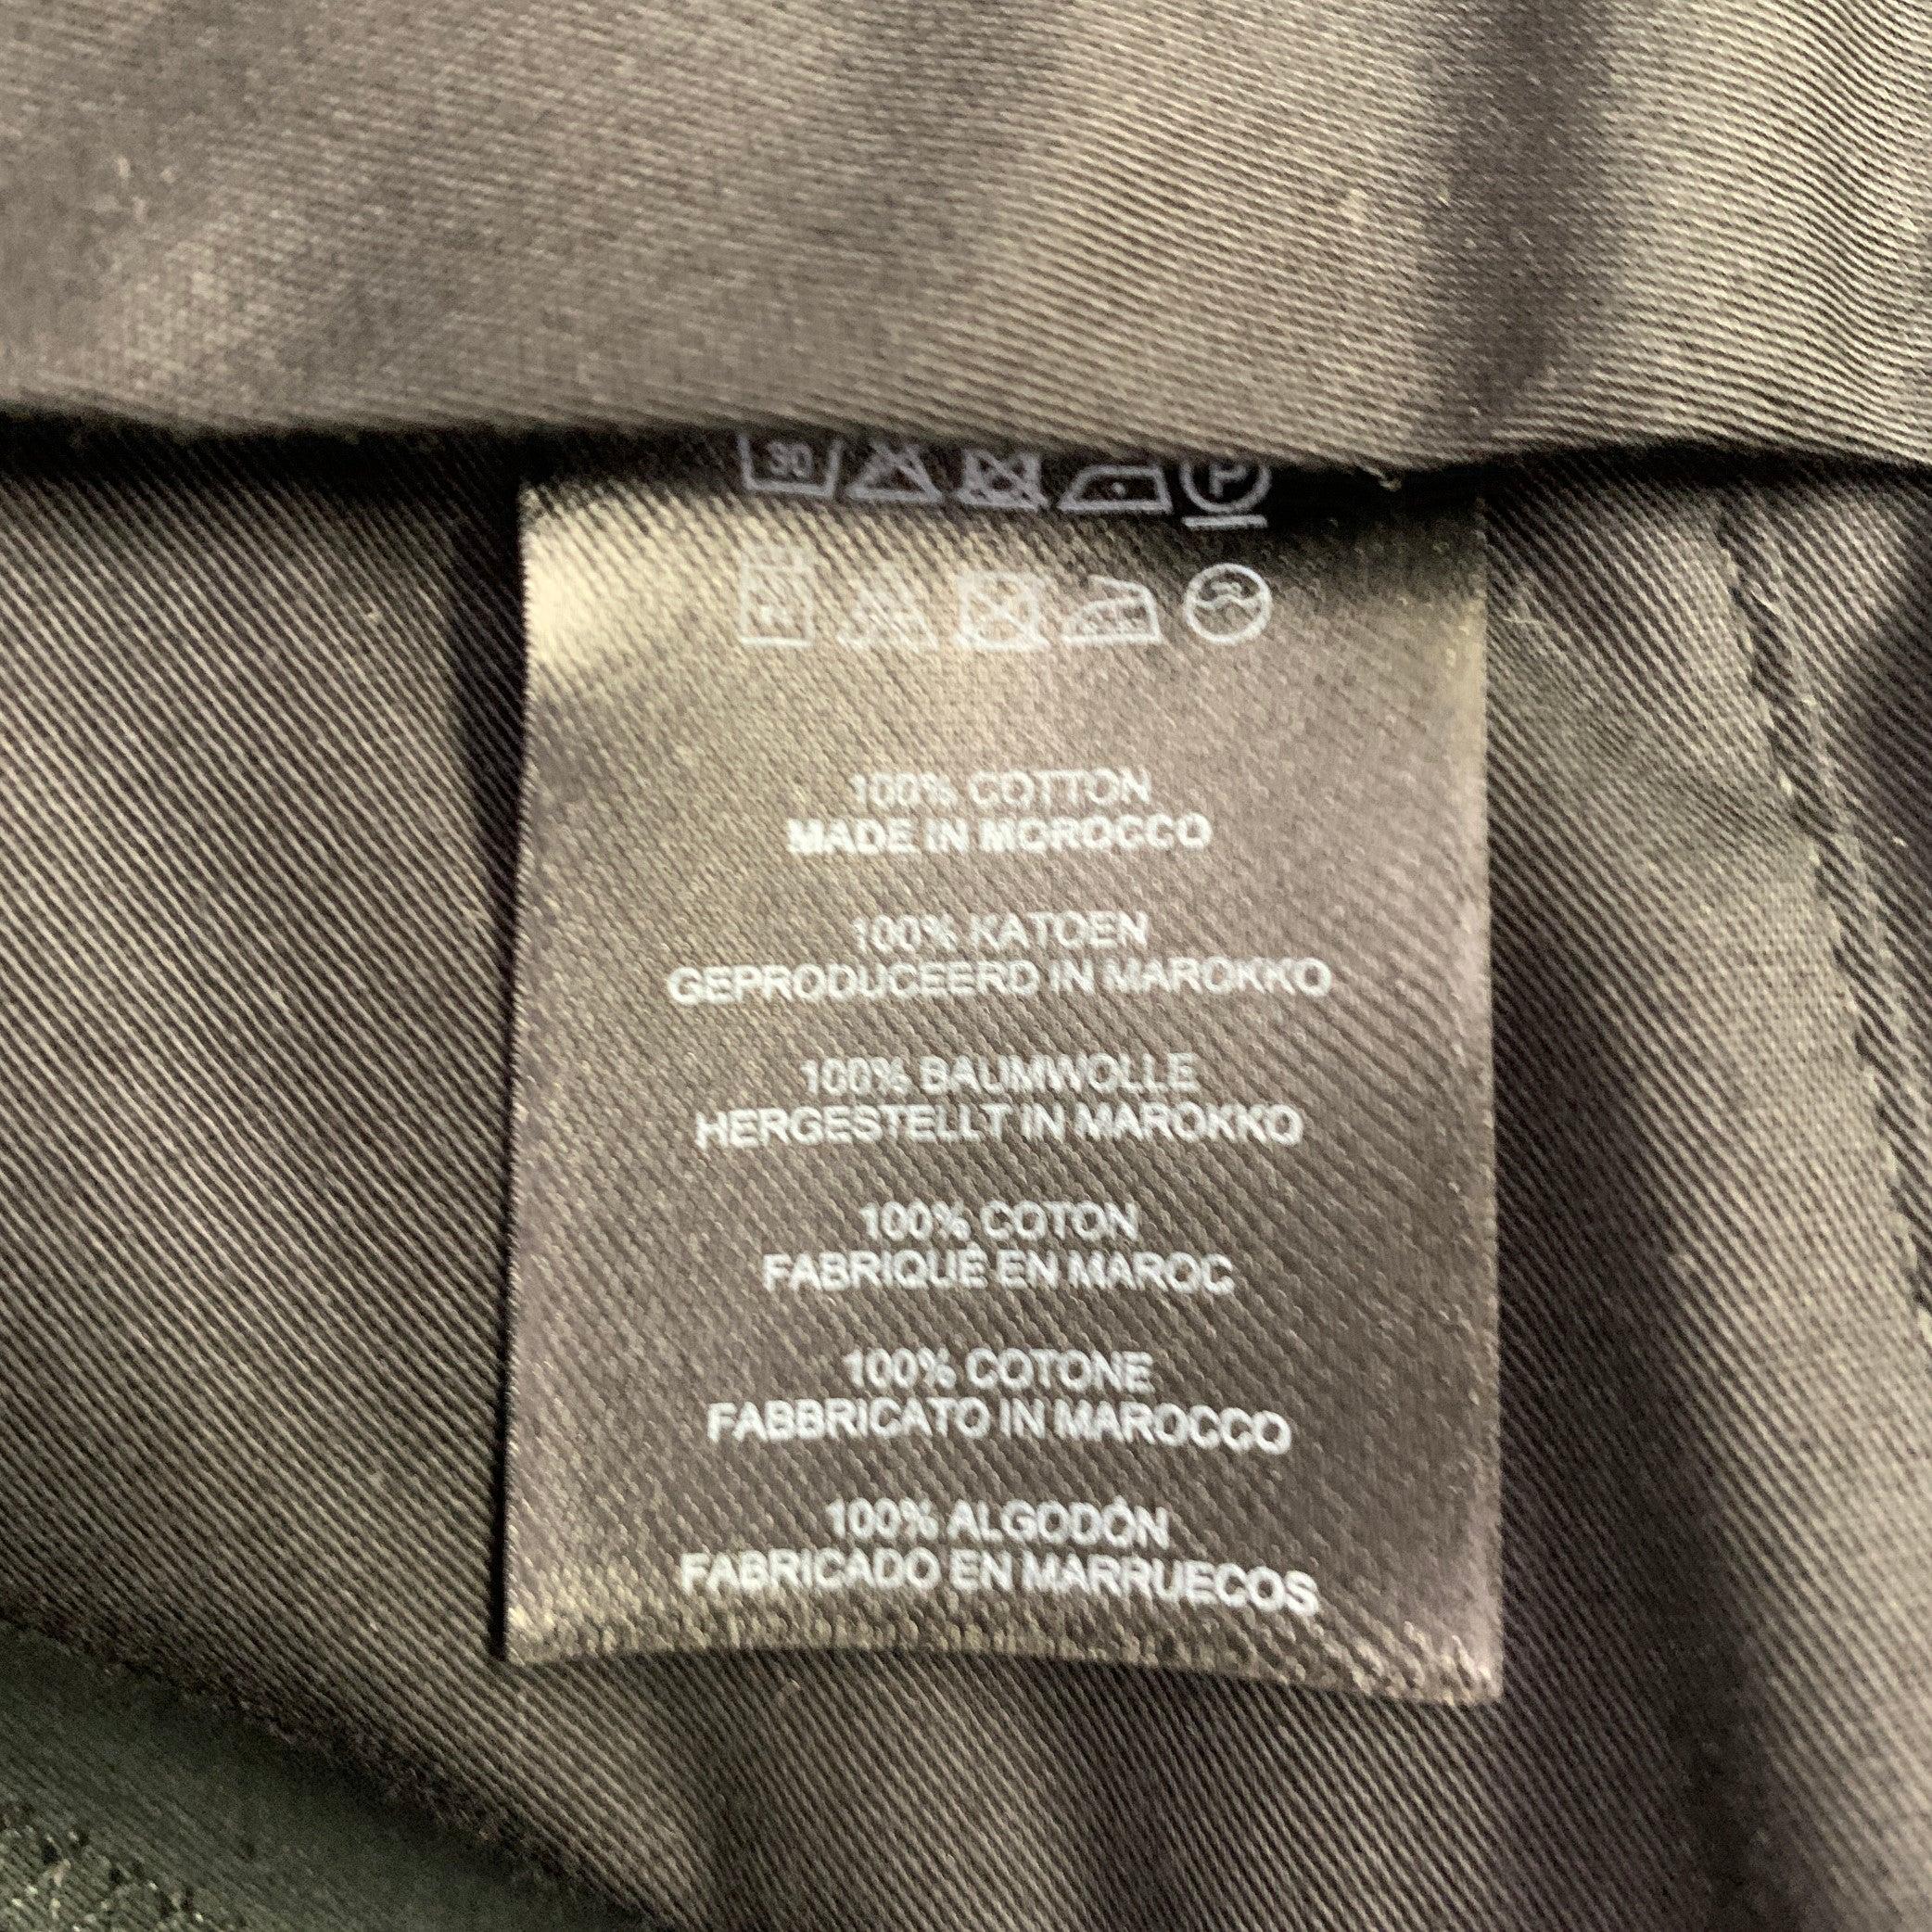 30
P
100% COTTON
MADE IN MOROCCO
100% KATOEN
GEPRODUCEERD IN MAROKKO
100% BAUMWOLLE
HERGESTELLT IN MAROKKO
100% COTON
FABRIQUÉ EN MAROC
100% COTONE
FABBRICATO IN MAROCCO
100% ALGODÓN
FABRICADO EN MARRUECOS